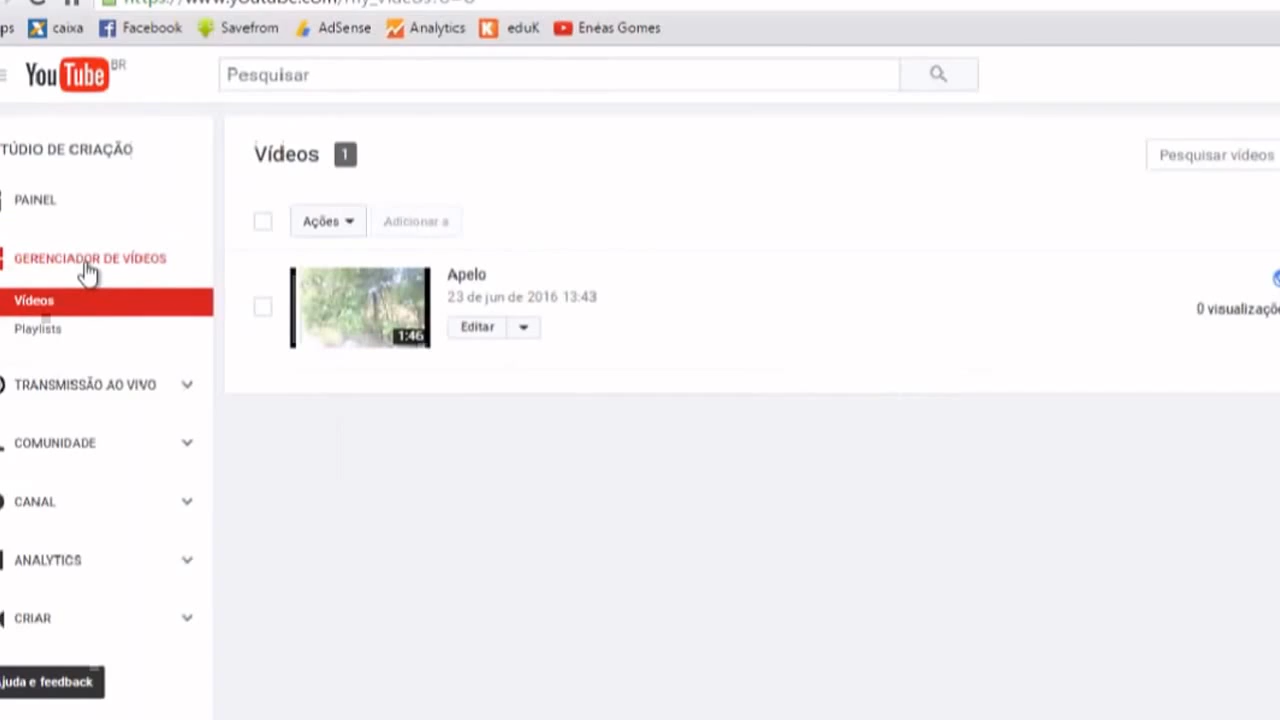 ps caixa Facebook Savefrom AdSense Analytics eduK Enéas Gomes
YouTube BR
Pesquisar
TÚDIO DE CRIAÇÃO
PAINEL
GERENCIADOR DE VÍDEOS
Vídeos
Playlists
TRANSMISSÃO AO VIVO
COMUNIDADE
CANAL
ANALYTICS
CRIAR
juda e feedback
Vídeos 1
Pesquisar vídeos
Ações Adicionar a
1:46
Apelo
23 de jun de 2016 13:43
Editar
0 visualizaçõe